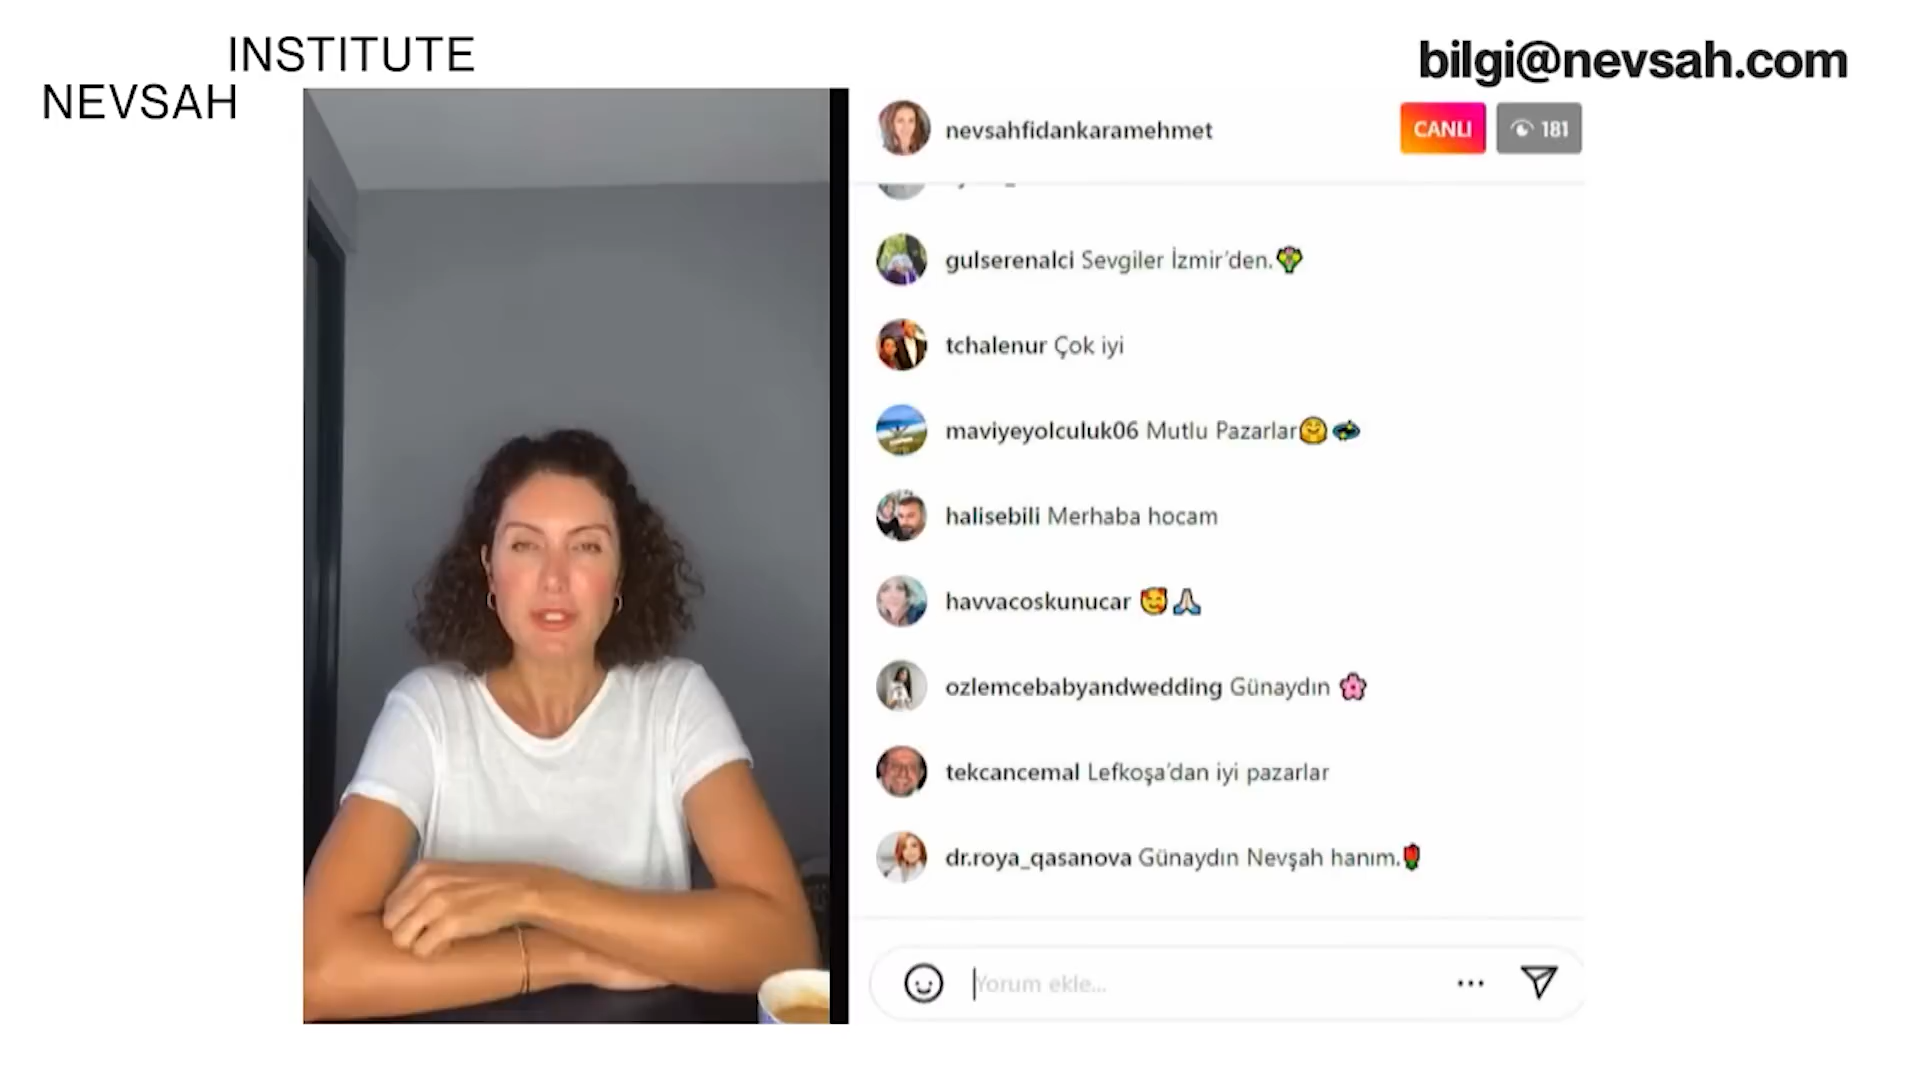 INSTITUTE
NEVSAH
bilgi@nevsah.com
nevsahfidankaramehmet
CANLI
181
gulserenalci Sevgiler İzmir'den.
tchalenur Çok iyi
maviyeyolculuk06 Mutlu Pazarlar
halisebili Merhaba hocam
havvacoskunucar
ozlemcebabyandwedding Günaydın
tekcancemal Lefkoşa'dan iyi pazarlar
dr.roya_qasanova Günaydın Nevşah hanım.
Yorum ekle...